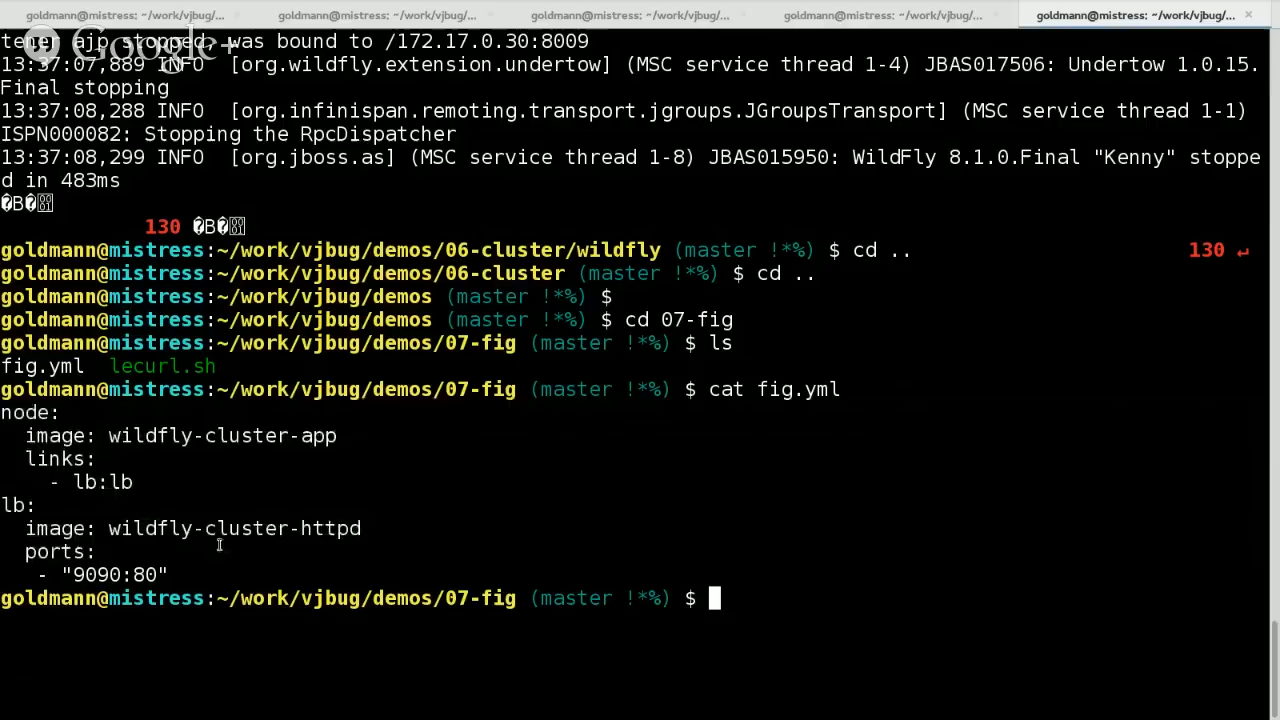 goldmann@mistress: ~/work/vjbug/... goldmann@mistress: ~/work/vjbug/... goldmann@mistress: ~/work/vjbug/... goldmann@mistress: ~/work/vjbug/... goldmann@mistress: ~/work/vjbug/... ×
Google+
tener ajp stopped, was bound to /172.17.0.30:8009
13:37:07,889 INFO  [org.wildfly.extension.undertow] (MSC service thread 1-4) JBAS017506: Undertow 1.0.15.
Final stopping
13:37:08,288 INFO  [org.infinispan.remoting.transport.jgroups.JGroupsTransport] (MSC service thread 1-1)
ISPN000082: Stopping the RpcDispatcher
13:37:08,299 INFO  [org.jboss.as] (MSC service thread 1-8) JBAS015950: WildFly 8.1.0.Final "Kenny" stoppe
d in 483ms
�B�
130 �B�
goldmann@mistress:~/work/vjbug/demos/06-cluster/wildfly (master !*%) $ cd .. 130 ↵
goldmann@mistress:~/work/vjbug/demos/06-cluster (master !*%) $ cd ..
goldmann@mistress:~/work/vjbug/demos (master !*%) $
goldmann@mistress:~/work/vjbug/demos (master !*%) $ cd 07-fig
goldmann@mistress:~/work/vjbug/demos/07-fig (master !*%) $ ls
fig.yml  lecurl.sh
goldmann@mistress:~/work/vjbug/demos/07-fig (master !*%) $ cat fig.yml
node:
  image: wildfly-cluster-app
  links:
    - lb:lb
lb:
  image: wildfly-cluster-httpd
  ports:
   - "9090:80"
goldmann@mistress:~/work/vjbug/demos/07-fig (master !*%) $